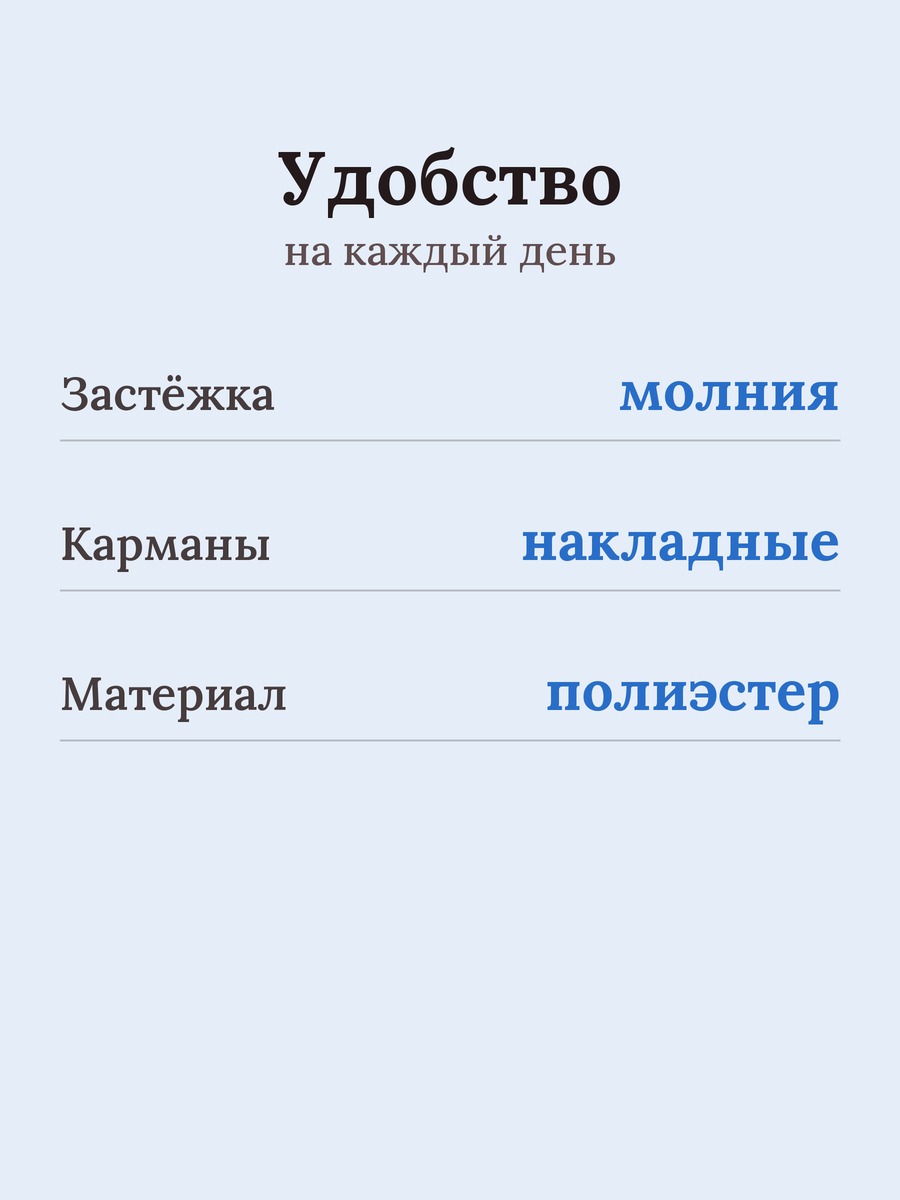 Удобство
на каждый день
Застёжка молния
Карманы накладные
Материал полиэстер